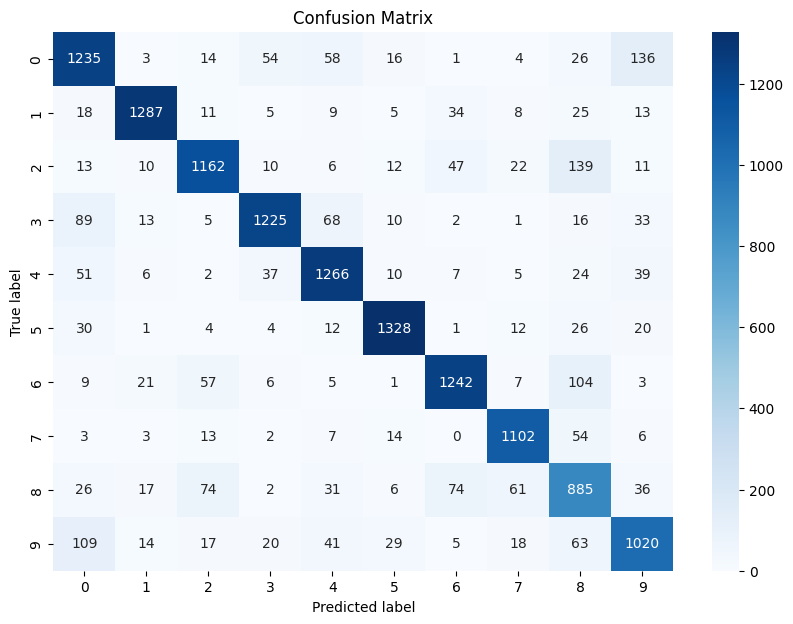 Confusion Matrix
0 1235 3 14 54 58 16 1 4 26 136
1 18 1287 11 5 9 5 34 8 25 13
2 13 10 1162 10 6 12 47 22 139 11
3 89 13 5 1225 68 10 2 1 16 33
4 51 6 2 37 1266 10 7 5 24 39
5 30 1 4 4 12 1328 1 12 26 20
6 9 21 57 6 5 1 1242 7 104 3
7 3 3 13 2 7 14 0 1102 54 6
8 26 17 74 2 31 6 74 61 885 36
9 109 14 17 20 41 29 5 18 63 1020
0 1 2 3 4 5 6 7 8 9
Predicted label
True label
1200
1000
800
600
400
200
0